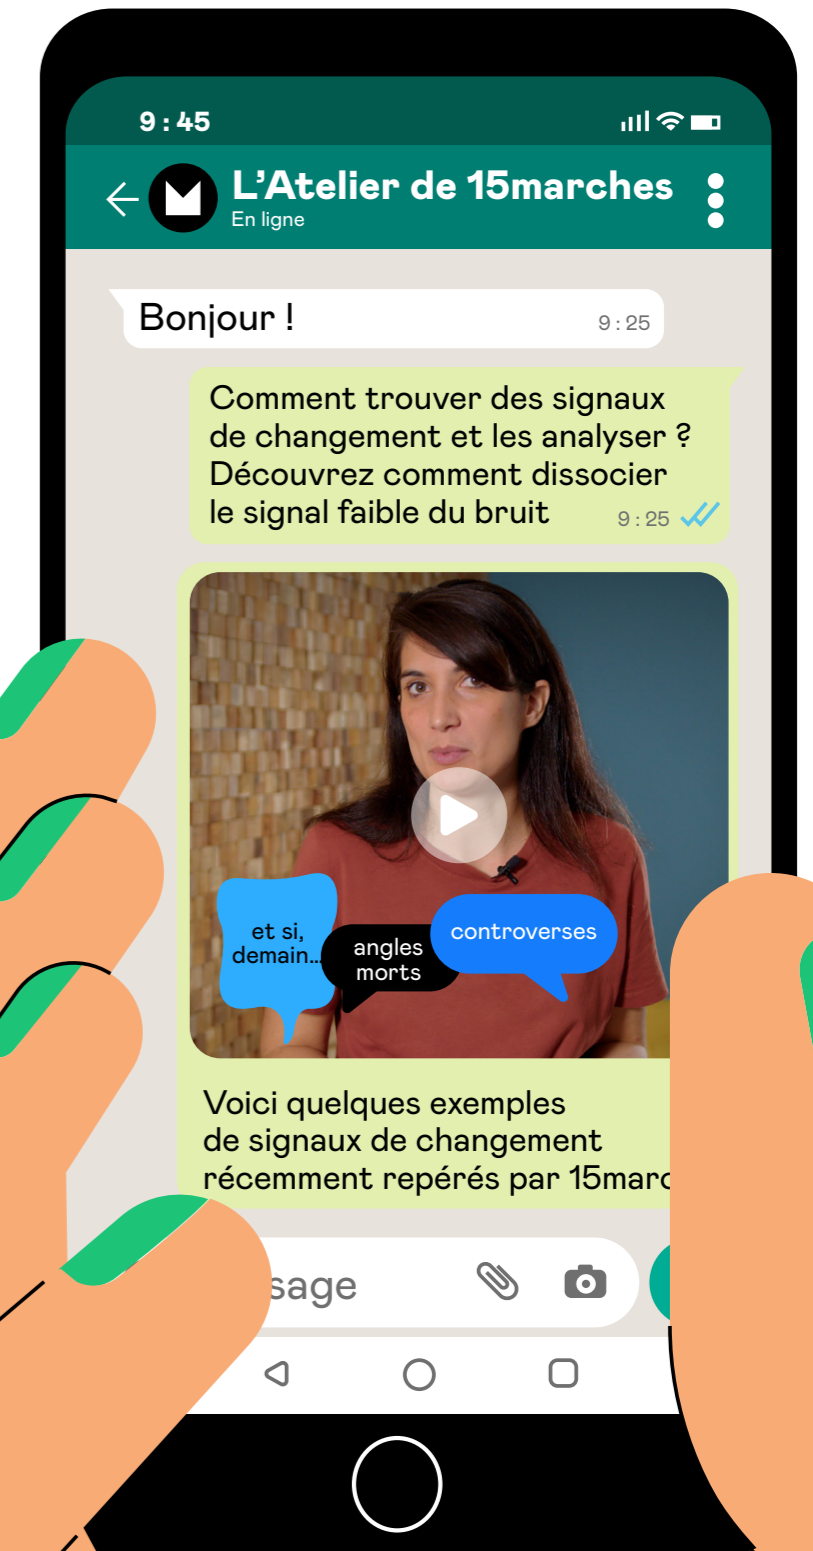 9:45
L'Atelier de 15marches
En ligne
Bonjour !
9:25
Comment trouver des signaux
de changement et les analyser ?
Découvrez comment dissocier
le signal faible du bruit
9:25
et si,
demain...
angles
morts
controverses
Voici quelques exemples
de signaux de changement
récemment repérés par